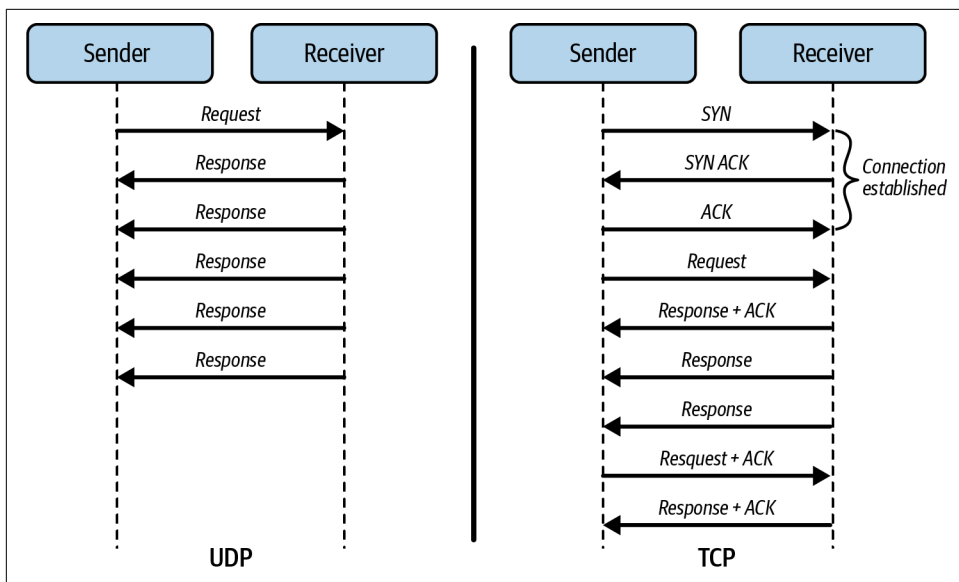 Sender
Receiver
Request
Response
Response
Response
Response
Response
UDP
Sender
Receiver
SYN
SYN ACK
ACK
Connection
established
Request
Response + ACK
Response
Response
Resquest + ACK
Response + ACK
TCP